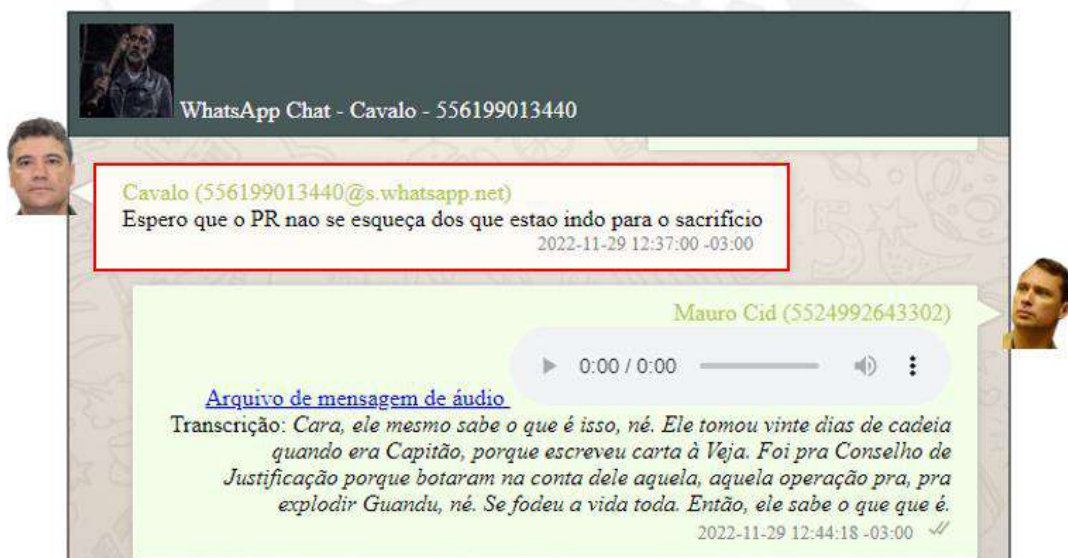 WhatsApp Chat - Cavalo - 556199013440
Cavalo (556199013440@s.whatsapp.net)
Espero que o PR nao se esqueça dos que estao indo para o sacrifício
2022-11-29 12:37:00 -03:00
Mauro Cid (5524992643302)
0:00 / 0:00
Arquivo de mensagem de áudio
Transcrição: Cara, ele mesmo sabe o que é isso, né. Ele tomou vinte dias de cadeia
quando era Capitão, porque escreveu carta à Veja. Foi pra Conselho de
Justificação porque botaram na conta dele aquela, aquela operação pra, pra
explodir Guandu, né. Se fodeu a vida toda. Então, ele sabe o que que é.
2022-11-29 12:44:18 -03:00